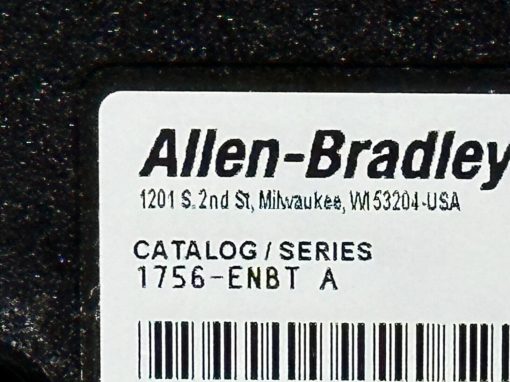 Allen-Bradley
1201 S. 2nd St, Milwaukee, WI 53204-USA
CATALOG / SERIES
1756-ENBT A